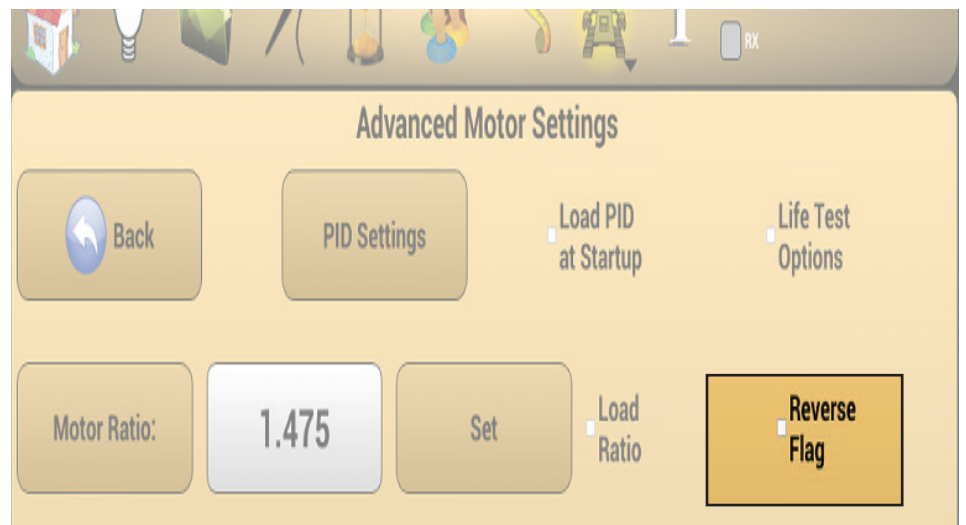 RX
Advanced Motor Settings
Back
PID Settings
Load PID
at Startup
Life Test
Options
Motor Ratio:
1.475
Set
Load
Ratio
Reverse
Flag